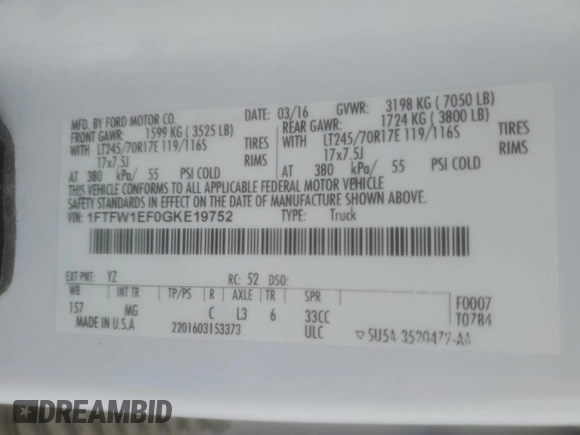 MFD. BY FORD MOTOR CO.
DATE: 03/16 GVWR: 3198 KG ( 7050 LB)
FRONT GAWR: 1599 KG ( 3525 LB) REAR GAWR: 1724 KG ( 3800 LB)
WITH LT245/70R17E 119/116S TIRES WITH LT245/70R17E 119/116S TIRES
17x7.5J RIMS 17x7.5J RIMS
AT 380 kPa/ 55 PSI COLD AT 380 kPa/ 55 PSI COLD
THIS VEHICLE CONFORMS TO ALL APPLICABLE FEDERAL MOTOR VEHICLE
SAFETY STANDARDS IN EFFECT ON THE DATE OF MANUFACTURE SHOWN ABOVE.
VIN: 1FTFW1EF0GKE19752 TYPE: Truck
EXT PNT: YZ RC: 52 DSO:
WB INT TR TP/PS R AXLE TR SPR
157 MG C L3 6 33CC
F0007
T0784
MADE IN U.S.A 2201603153373 ULC
5U5A-3520472-AA
DREAMBID